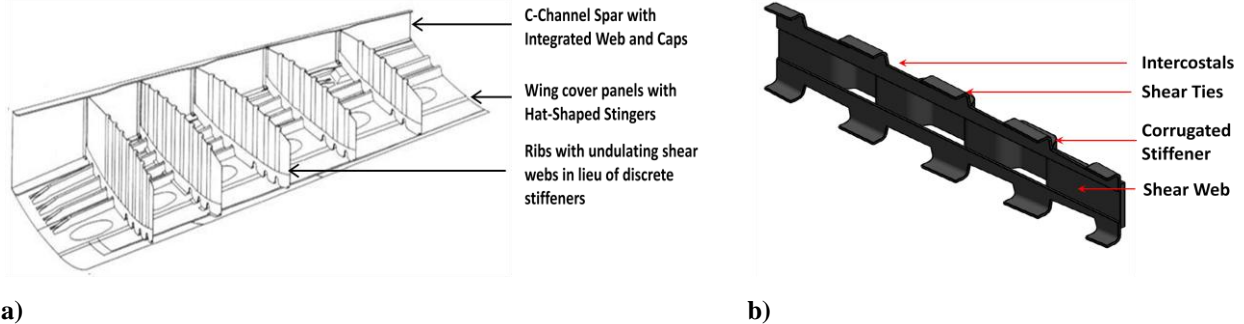 C-Channel Spar with
Integrated Web and Caps
Wing cover panels with
Hat-Shaped Stingers
Ribs with undulating shear
webs in lieu of discrete
stiffeners
Intercostals
Shear Ties
Corrugated
Stiffener
Shear Web
a)
b)